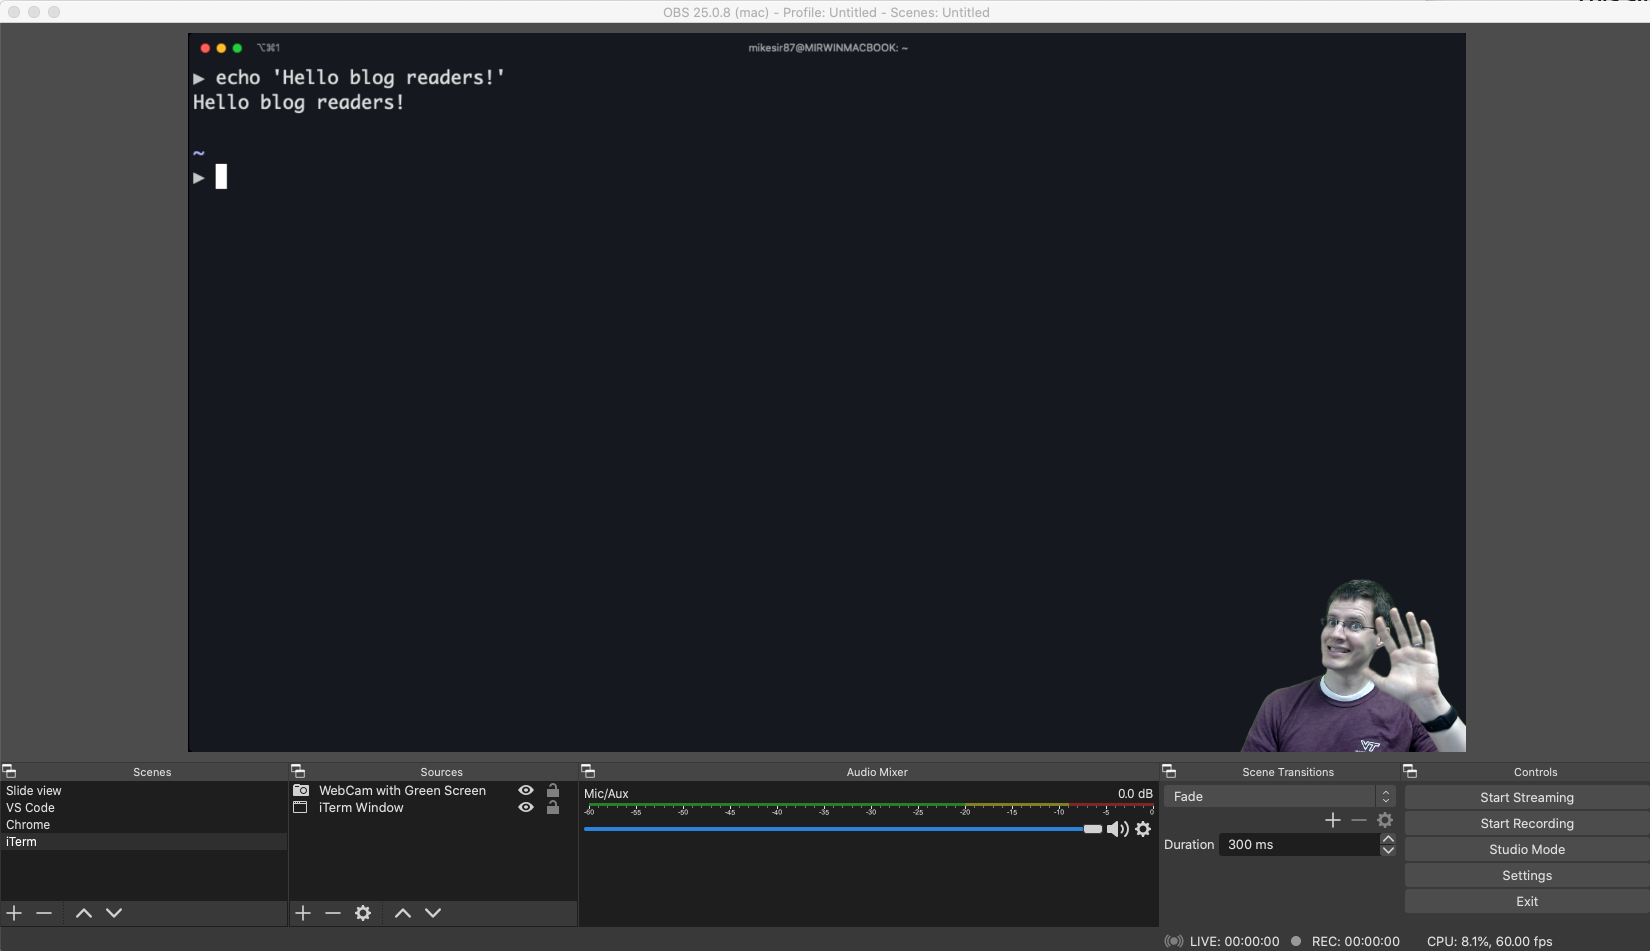 OBS 25.0.8 (mac) - Profile: Untitled - Scenes: Untitled
⌥⌘1
mikesir87@MIRWINMACBOOK: ~
▶ echo 'Hello blog readers!'
Hello blog readers!
~
▶
VT
Scenes
Slide view
VS Code
Chrome
iTerm
Sources
WebCam with Green Screen
iTerm Window
Audio Mixer
Mic/Aux 0.0 dB
-60 -55 -50 -45 -40 -35 -30 -25 -20 -15 -10 -5 0
Scene Transitions
Fade
Duration 300 ms
Controls
Start Streaming
Start Recording
Studio Mode
Settings
Exit
LIVE: 00:00:00 REC: 00:00:00 CPU: 8.1%, 60.00 fps